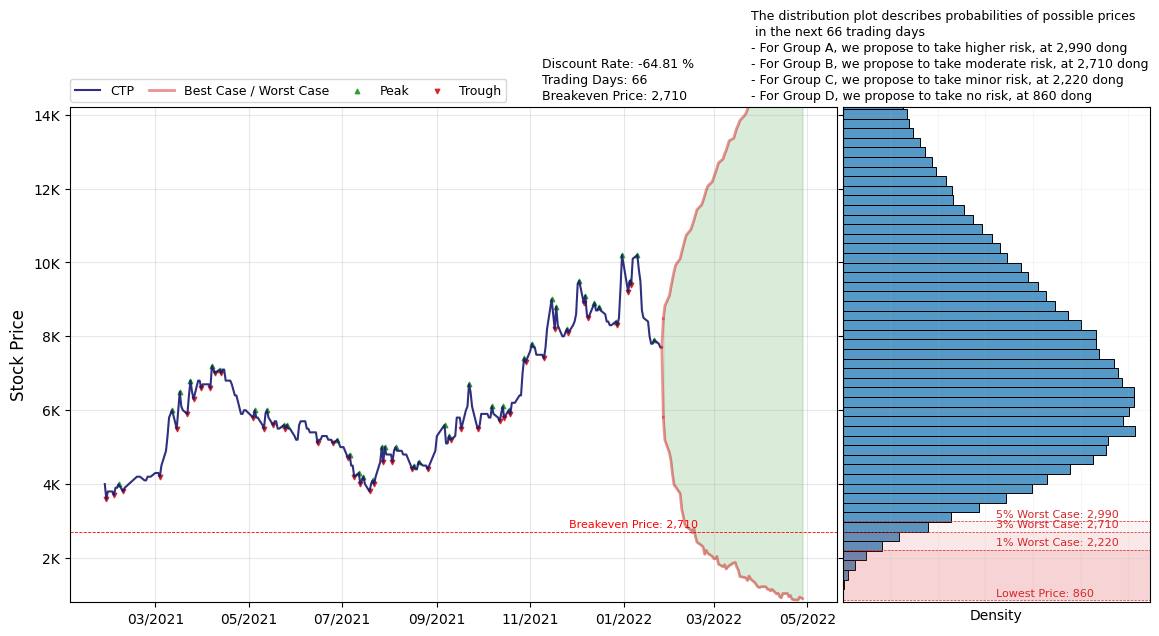 The distribution plot describes probabilities of possible prices
in the next 66 trading days
- For Group A, we propose to take higher risk, at 2,990 dong
- For Group B, we propose to take moderate risk, at 2,710 dong
- For Group C, we propose to take minor risk, at 2,220 dong
- For Group D, we propose to take no risk, at 860 dong
Discount Rate: -64.81 %
Trading Days: 66
Breakeven Price: 2,710
CTP Best Case / Worst Case Peak Trough
14K
12K
10K
8K
6K
4K
2K
Stock Price
Breakeven Price: 2,710
5% Worst Case: 2,990
3% Worst Case: 2,710
1% Worst Case: 2,220
Lowest Price: 860
03/2021 05/2021 07/2021 09/2021 11/2021 01/2022 03/2022 05/2022
Density